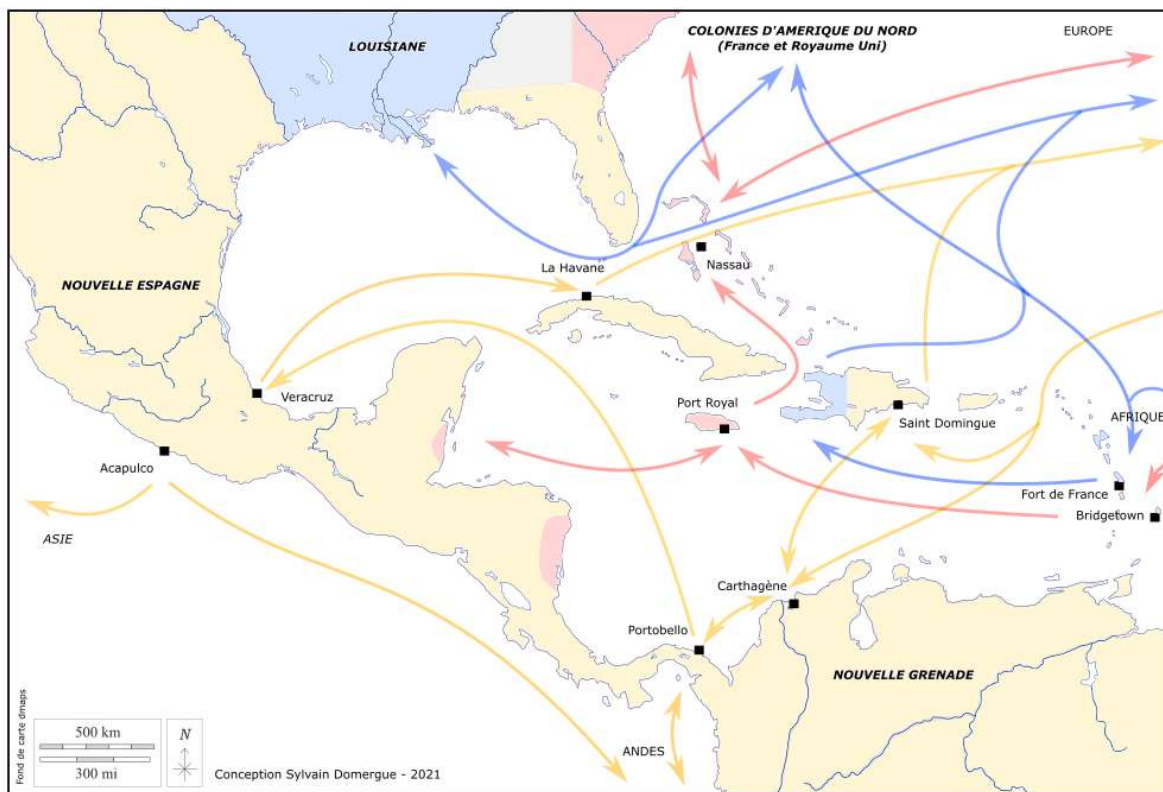 LOUISIANE
COLONIES D'AMERIQUE DU NORD
(France et Royaume Uni)
EUROPE
NOUVELLE ESPAGNE
La Havane
Nassau
Veracruz
Port Royal
Saint Domingue
AFRIQUE
Acapulco
Fort de France
Bridgetown
ASIE
Carthagène
Portobello
NOUVELLE GRENADE
ANDES
Fond de carte dmaps
500 km
300 mi
N
Conception Sylvain Domergue - 2021